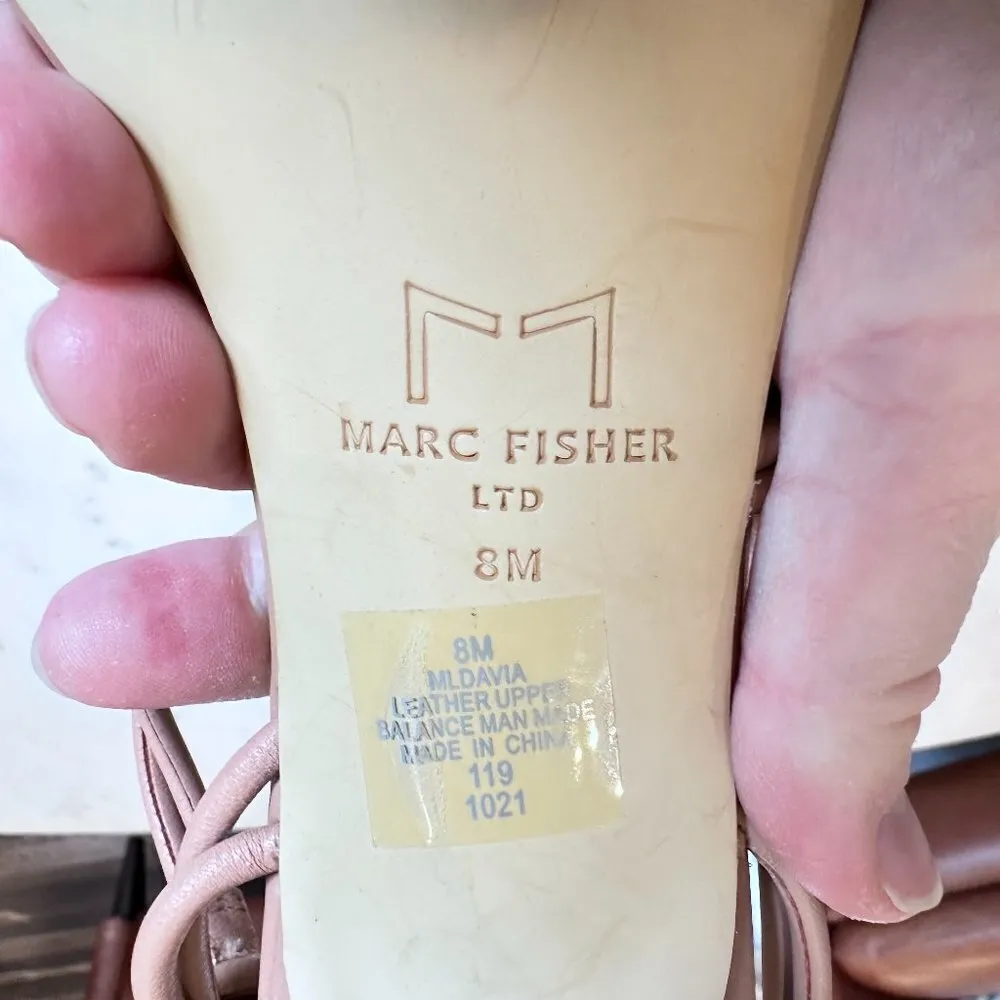 MARC FISHER
LTD
8M
8M
MLDAVIA
LEATHER UPPER
BALANCE MAN MADE
MADE IN CHINA
119
1021